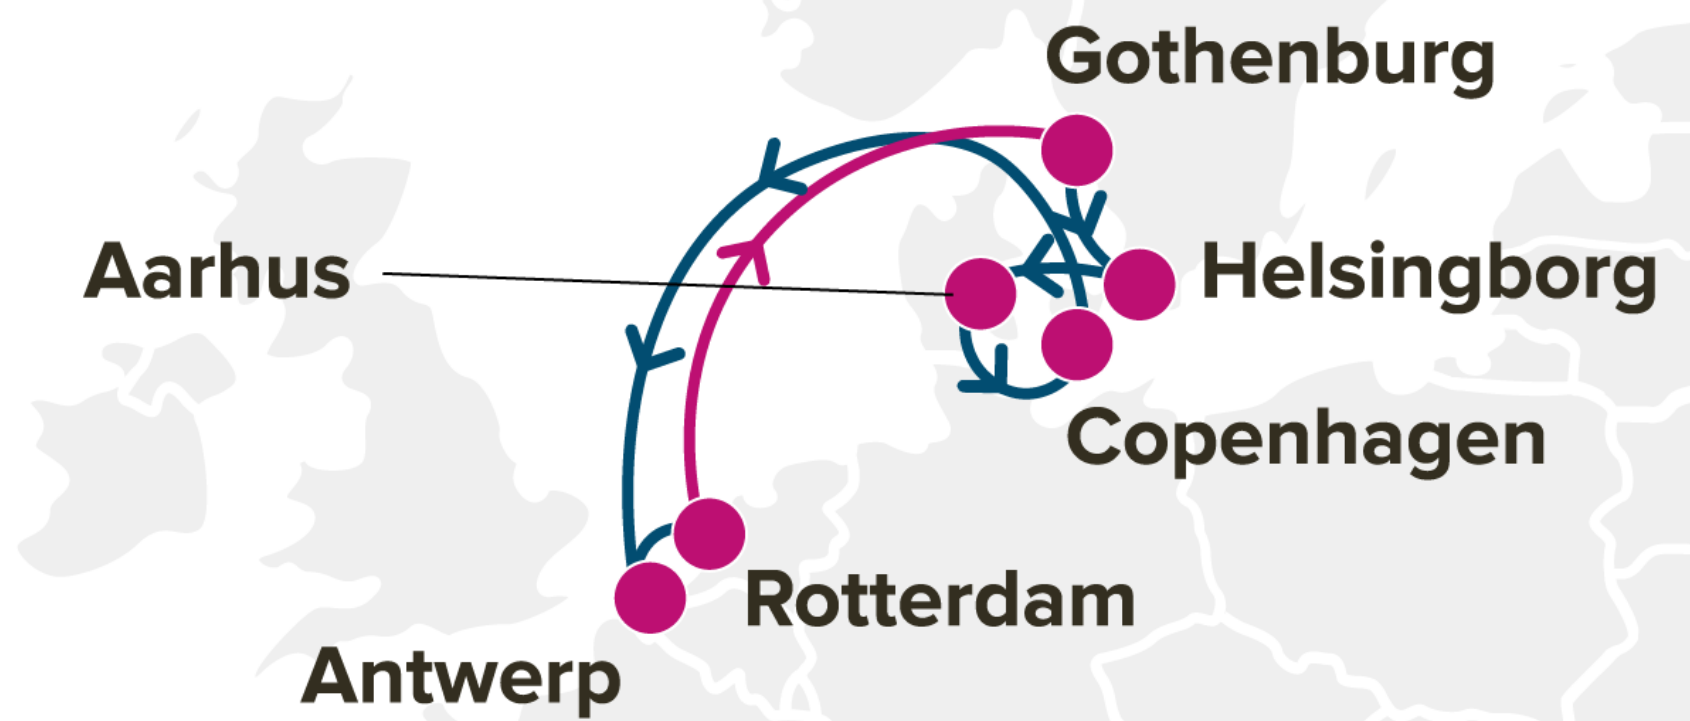 Gothenburg
Aarhus
Helsingborg
Copenhagen
Rotterdam
Antwerp